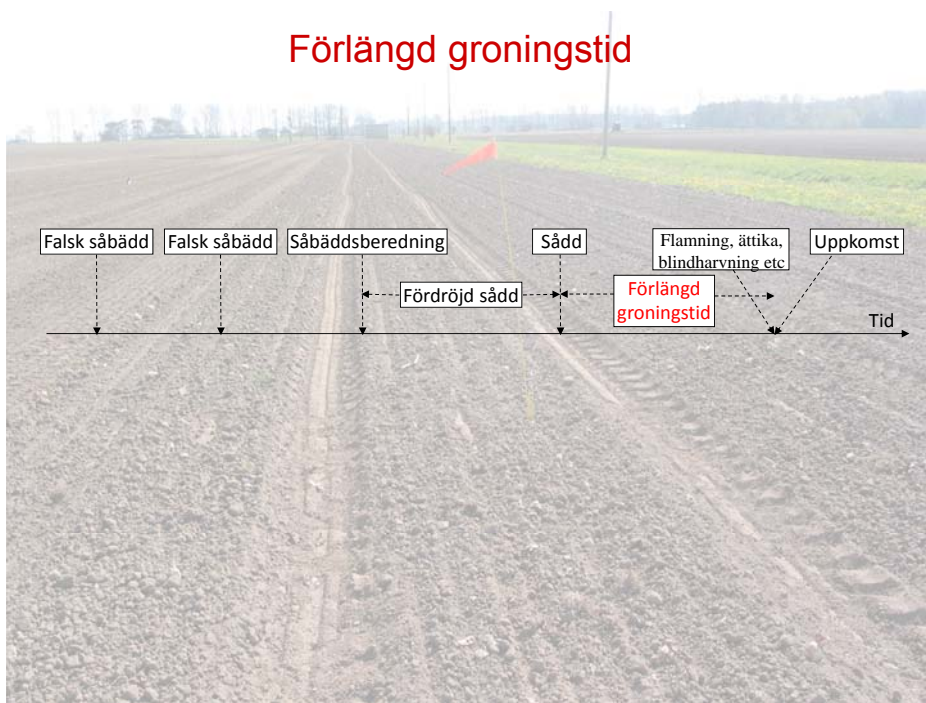 Förlängd groningstid
Falsk såbädd
Falsk såbädd
Såbäddsberedning
Sådd
Flamning, ättika,
blindharvning etc
Uppkomst
Fördröjd sådd
Förlängd
groningstid
Tid